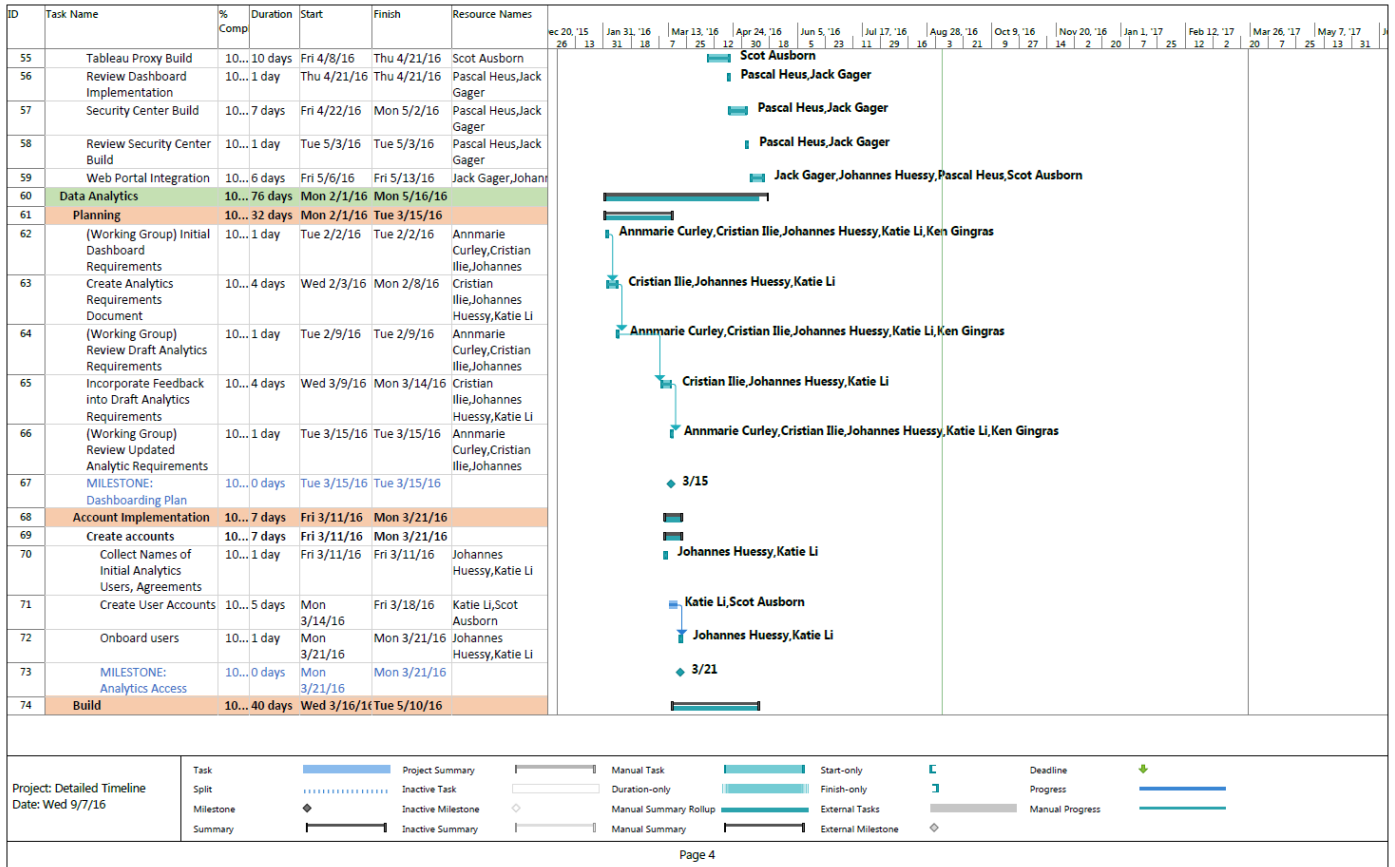 ID Task Name % Compl Duration Start Finish Resource Names
ec 20, '15 Jan 31, '16 Mar 13, '16 Apr 24, '16 Jun 5, '16 Jul 17, '16 Aug 28, '16 Oct 9, '16 Nov 20, '16 Jan 1, '17 Feb 12, '17 Mar 26, '17 May 7, '17
26 13 31 18 7 25 12 30 18 5 23 11 29 16 3 21 9 27 14 2 20 7 25 12 2 20 7 25 13 31
55 Tableau Proxy Build 10... 10 days Fri 4/8/16 Thu 4/21/16 Scot Ausborn Scot Ausborn
56 Review Dashboard 10... 1 day Thu 4/21/16 Thu 4/21/16 Pascal Heus,Jack Pascal Heus,Jack Gager
Implementation Gager
57 Security Center Build 10... 7 days Fri 4/22/16 Mon 5/2/16 Pascal Heus,Jack Pascal Heus,Jack Gager
Gager
58 Review Security Center 10... 1 day Tue 5/3/16 Tue 5/3/16 Pascal Heus,Jack Pascal Heus,Jack Gager
Build Gager
59 Web Portal Integration 10... 6 days Fri 5/6/16 Fri 5/13/16 Jack Gager,Johann Jack Gager,Johannes Huessy,Pascal Heus,Scot Ausborn
60 Data Analytics 10... 76 days Mon 2/1/16 Mon 5/16/16
61 Planning 10... 32 days Mon 2/1/16 Tue 3/15/16
62 (Working Group) Initial 10... 1 day Tue 2/2/16 Tue 2/2/16 Annmarie Annmarie Curley,Cristian Ilie,Johannes Huessy,Katie Li,Ken Gingras
Dashboard Curley,Cristian
Requirements Ilie,Johannes
63 Create Analytics 10... 4 days Wed 2/3/16 Mon 2/8/16 Cristian Cristian Ilie,Johannes Huessy,Katie Li
Requirements Ilie,Johannes
Document Huessy,Katie Li
64 (Working Group) 10... 1 day Tue 2/9/16 Tue 2/9/16 Annmarie Annmarie Curley,Cristian Ilie,Johannes Huessy,Katie Li,Ken Gingras
Review Draft Analytics Curley,Cristian
Requirements Ilie,Johannes
65 Incorporate Feedback 10... 4 days Wed 3/9/16 Mon 3/14/16 Cristian Cristian Ilie,Johannes Huessy,Katie Li
into Draft Analytics Ilie,Johannes
Requirements Huessy,Katie Li
66 (Working Group) 10... 1 day Tue 3/15/16 Tue 3/15/16 Annmarie Annmarie Curley,Cristian Ilie,Johannes Huessy,Katie Li,Ken Gingras
Review Updated Curley,Cristian
Analytic Requirements Ilie,Johannes
67 MILESTONE: 10... 0 days Tue 3/15/16 Tue 3/15/16 3/15
Dashboarding Plan
68 Account Implementation 10... 7 days Fri 3/11/16 Mon 3/21/16
69 Create accounts 10... 7 days Fri 3/11/16 Mon 3/21/16
70 Collect Names of 10... 1 day Fri 3/11/16 Fri 3/11/16 Johannes Johannes Huessy,Katie Li
Initial Analytics Huessy,Katie Li
Users, Agreements
71 Create User Accounts 10... 5 days Mon Fri 3/18/16 Katie Li,Scot Katie Li,Scot Ausborn
3/14/16 Ausborn
72 Onboard users 10... 1 day Mon Mon 3/21/16 Johannes Johannes Huessy,Katie Li
3/21/16 Huessy,Katie Li
73 MILESTONE: 10... 0 days Mon Mon 3/21/16 3/21
Analytics Access 3/21/16
74 Build 10... 40 days Wed 3/16/16 Tue 5/10/16
Project: Detailed Timeline
Date: Wed 9/7/16
Task Project Summary Manual Task Start-only Deadline
Split Inactive Task Duration-only Finish-only Progress
Milestone Inactive Milestone Manual Summary Rollup External Tasks Manual Progress
Summary Inactive Summary Manual Summary External Milestone
Page 4